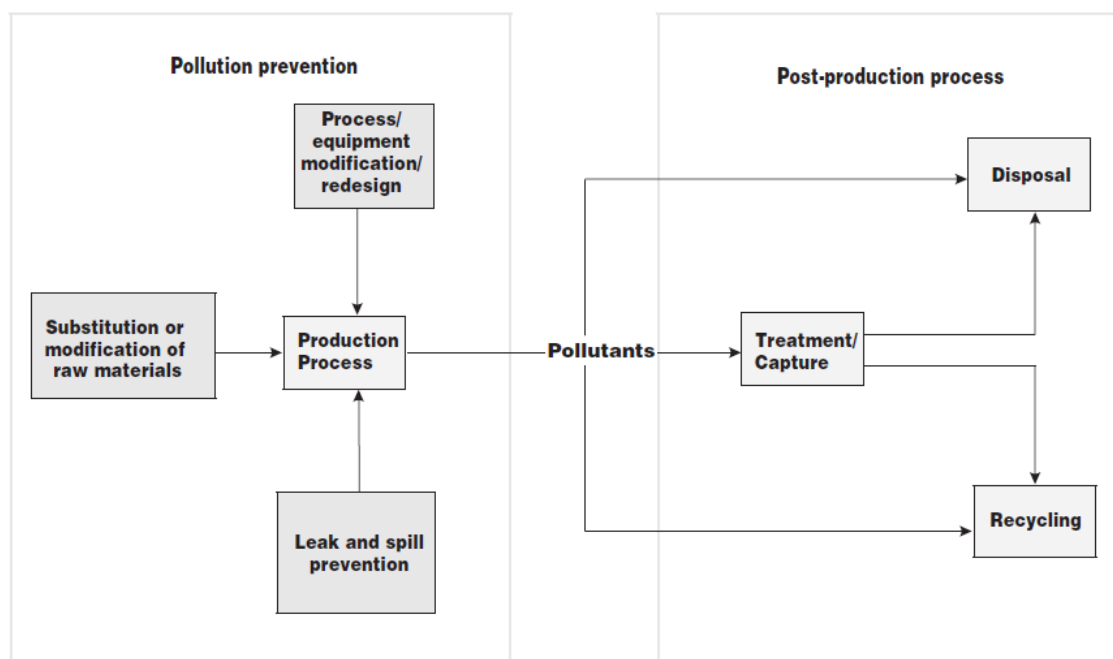 Pollution prevention
Process/
equipment
modification/
redesign
Substitution or
modification of
raw materials
Production
Process
Leak and spill
prevention
Pollutants
Post-production process
Disposal
Treatment/
Capture
Recycling